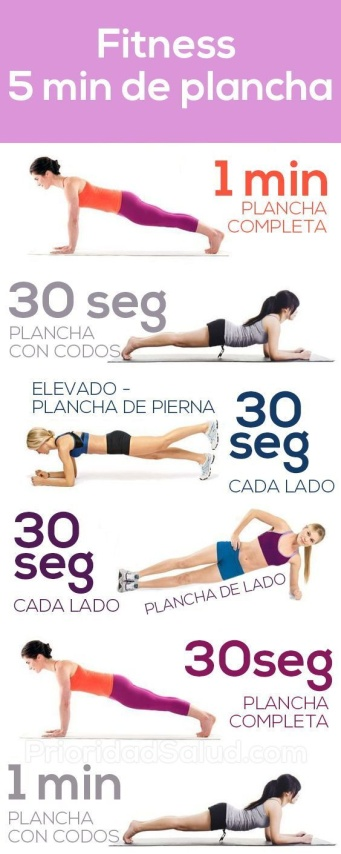 Fitness
5 min de plancha
1 min
PLANCHA
COMPLETA
30 seg
PLANCHA
CON CODOS
ELEVADO -
PLANCHA DE PIERNA
30
seg
CADA LADO
30
seg
CADA LADO
PLANCHA DE LADO
30seg
PLANCHA
COMPLETA
PrioridadSalud.com
1 min
PLANCHA
CON CODOS